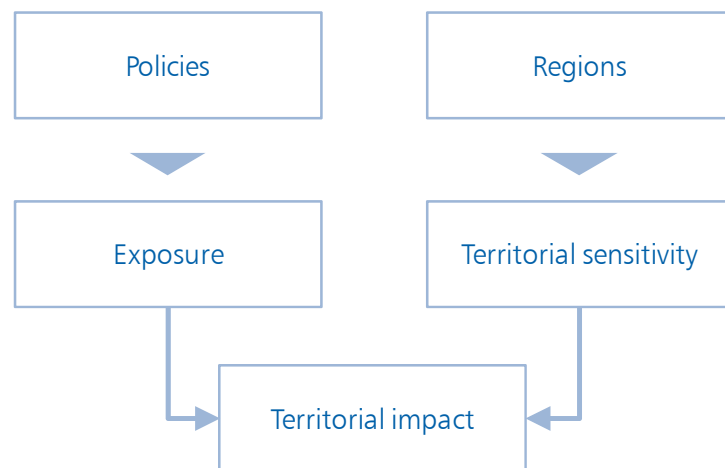 Policies
Regions
Exposure
Territorial sensitivity
Territorial impact